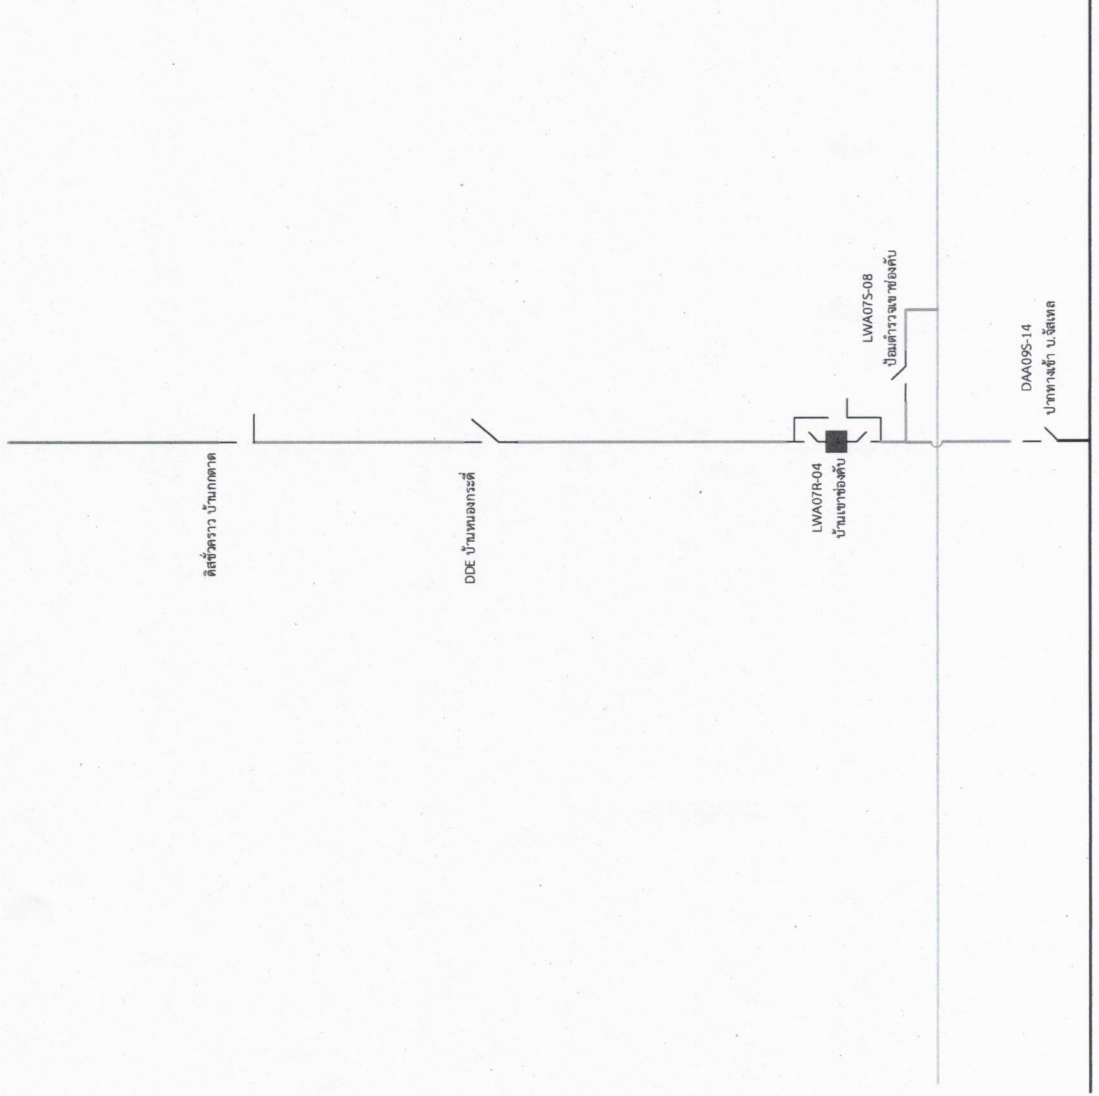 ดิสชั่วคราว บ้านกกตาด
DDE บ้านหนองกระดี่
LWA07R-04
บ้านเขาช่องคับ
LWA07S-08
ป้อมตำรวจเขาช่องคับ
DAA09S-14
ปากทางเข้า บ.จัสเทล